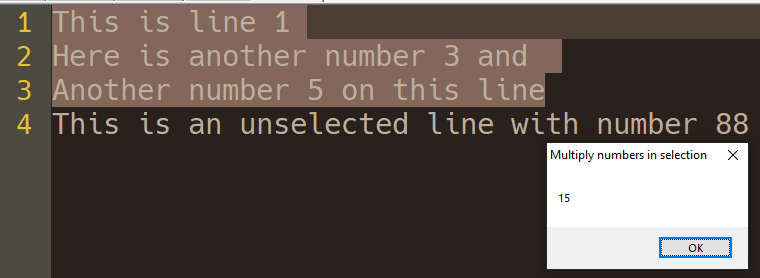 1 This is line 1
2 Here is another number 3 and
3 Another number 5 on this line
4 This is an unselected line with number 88
Multiply numbers in selection
15
OK